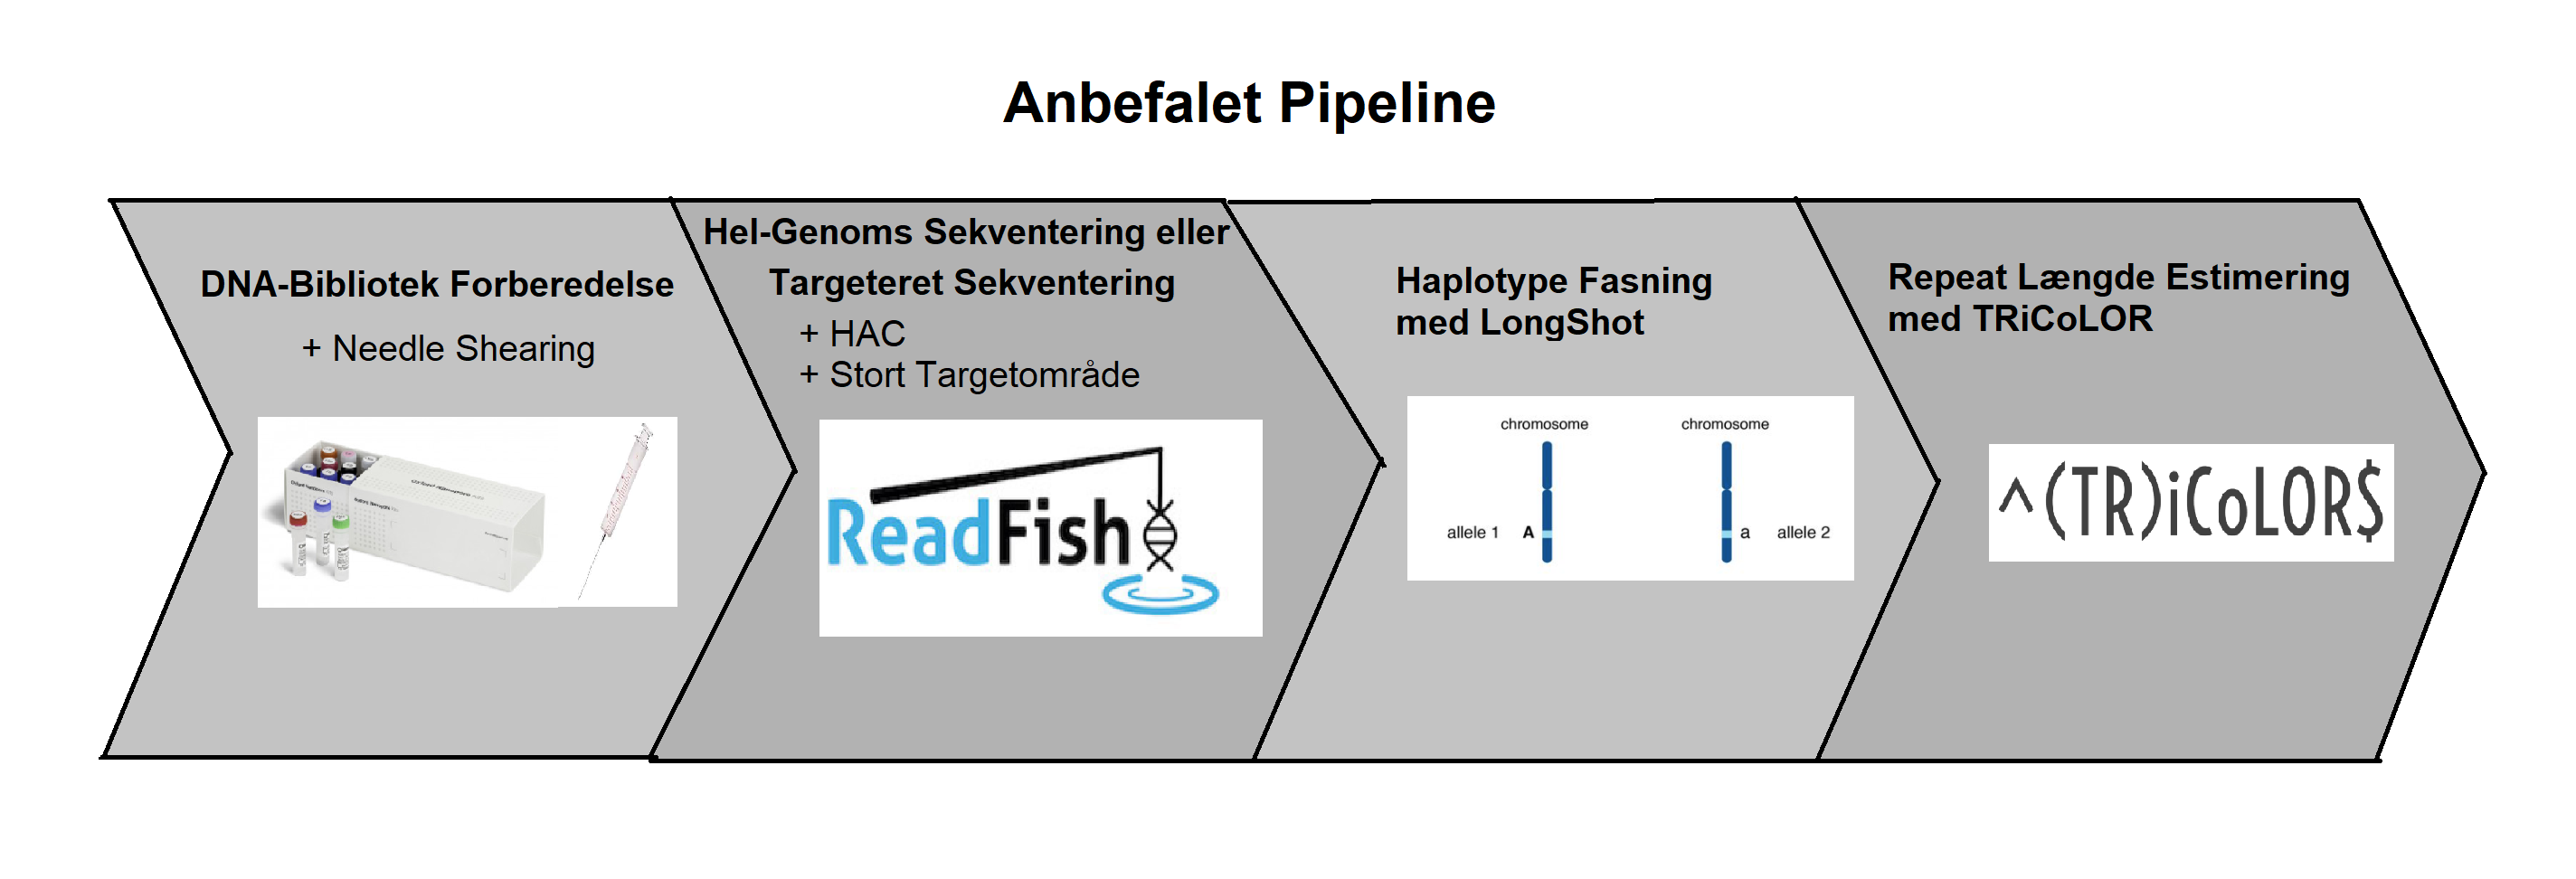 Anbefalet Pipeline
DNA-Bibliotek Forberedelse
+ Needle Shearing
Hel-Genoms Sekventering eller
Targeteret Sekventering
+ HAC
+ Stort Targetområde
ReadFish
Haplotype Fasning
med LongShot
chromosome
chromosome
allele 1 A
a allele 2
Repeat Længde Estimering
med TRiCoLOR
^(TR)iCoLOR$